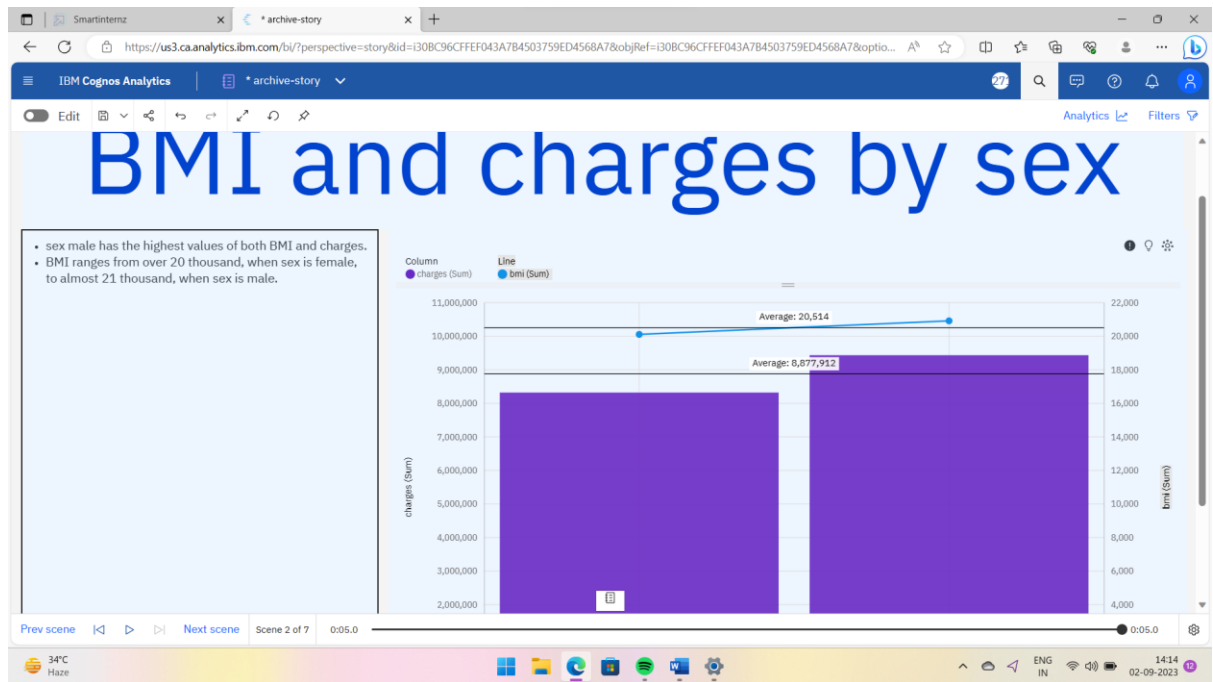 Smartinternz
* archive-story
https://us3.ca.analytics.ibm.com/bi/?perspective=story&id=i30BC96CFFEF043A7B4503759ED4568A7&objRef=i30BC96CFFEF043A7B4503759ED4568A7&optio...
IBM Cognos Analytics
* archive-story
Edit
Analytics
Filters
BMI and charges by sex
• sex male has the highest values of both BMI and charges.
• BMI ranges from over 20 thousand, when sex is female,
to almost 21 thousand, when sex is male.
Column Line
charges (Sum) bmi (Sum)
11,000,000 22,000
Average: 20,514
10,000,000 20,000
Average: 8,877,912
9,000,000 18,000
8,000,000 16,000
7,000,000 14,000
6,000,000 12,000
charges (Sum) bmi (Sum)
5,000,000 10,000
4,000,000 8,000
3,000,000 6,000
2,000,000 4,000
Prev scene Next scene Scene 2 of 7 0:05.0 0:05.0
34°C
Haze
ENG
IN
14:14
02-09-2023
12